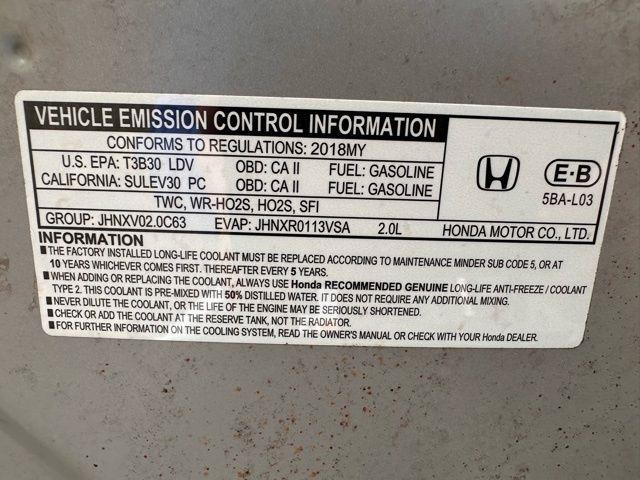 VEHICLE EMISSION CONTROL INFORMATION
CONFORMS TO REGULATIONS: 2018MY
U.S. EPA: T3B30 LDV OBD: CA II FUEL: GASOLINE
CALIFORNIA: SULEV30 PC OBD: CA II FUEL: GASOLINE
TWC, WR-HO2S, HO2S, SFI
GROUP: JHNXV02.0C63 EVAP: JHNXR0113VSA 2.0L
E-B
5BA-L03
HONDA MOTOR CO., LTD.
INFORMATION
■ THE FACTORY INSTALLED LONG-LIFE COOLANT MUST BE REPLACED ACCORDING TO MAINTENANCE MINDER SUB CODE 5, OR AT
10 YEARS WHICHEVER COMES FIRST. THEREAFTER EVERY 5 YEARS.
■ WHEN ADDING OR REPLACING THE COOLANT, ALWAYS USE Honda RECOMMENDED GENUINE LONG-LIFE ANTI-FREEZE / COOLANT
TYPE 2. THIS COOLANT IS PRE-MIXED WITH 50% DISTILLED WATER. IT DOES NOT REQUIRE ANY ADDITIONAL MIXING.
■ NEVER DILUTE THE COOLANT, OR THE LIFE OF THE ENGINE MAY BE SERIOUSLY SHORTENED.
■ CHECK OR ADD THE COOLANT AT THE RESERVE TANK, NOT THE RADIATOR.
■ FOR FURTHER INFORMATION ON THE COOLING SYSTEM, READ THE OWNER'S MANUAL OR CHECK WITH YOUR Honda DEALER.